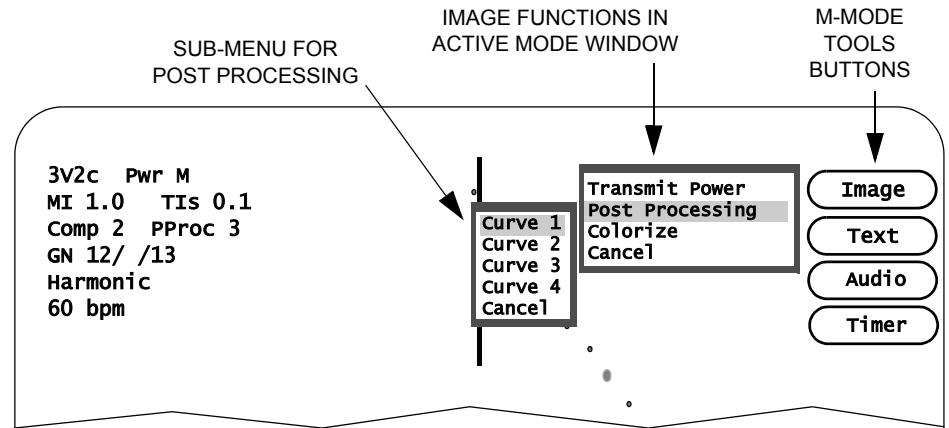 SUB-MENU FOR
POST PROCESSING
IMAGE FUNCTIONS IN
ACTIVE MODE WINDOW
M-MODE
TOOLS
BUTTONS
3V2c Pwr M
MI 1.0 TIs 0.1
Comp 2 PProc 3
GN 12/ /13
Harmonic
60 bpm
Curve 1
Curve 2
Curve 3
Curve 4
Cancel
Transmit Power
Post Processing
Colorize
Cancel
Image
Text
Audio
Timer